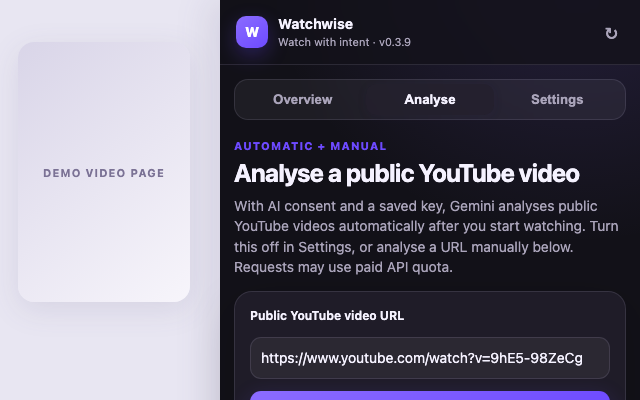 DEMO VIDEO PAGE
W
Watchwise
Watch with intent · v0.3.9
↻
Overview
Analyse
Settings
AUTOMATIC + MANUAL
Analyse a public YouTube video
With AI consent and a saved key, Gemini analyses public
YouTube videos automatically after you start watching. Turn
this off in Settings, or analyse a URL manually below.
Requests may use paid API quota.
Public YouTube video URL
https://www.youtube.com/watch?v=9hE5-98ZeCg